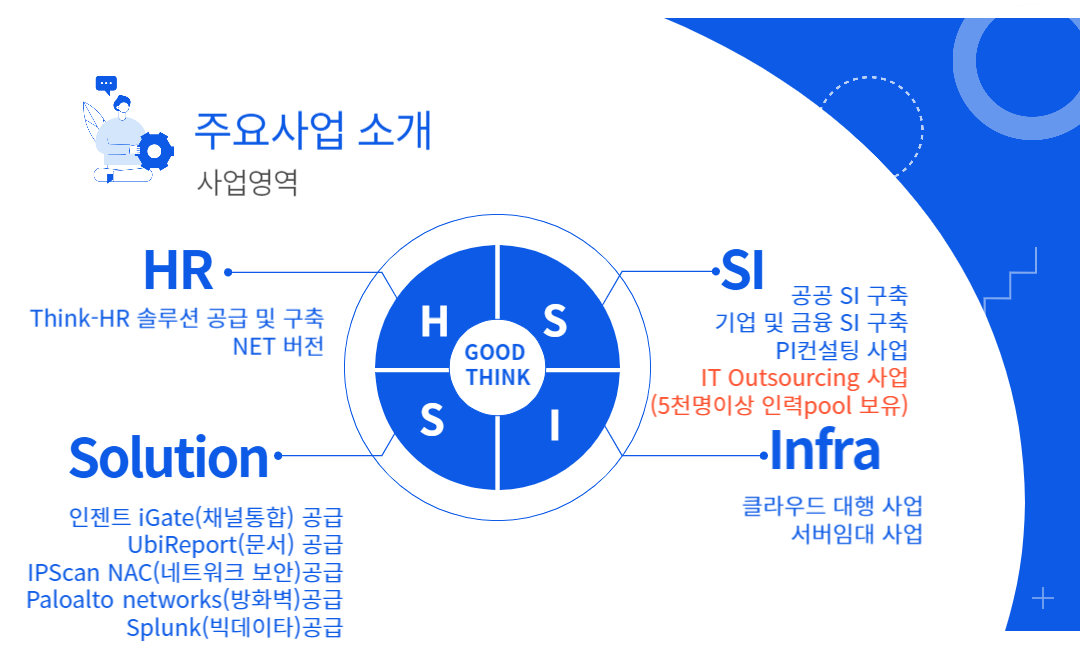 주요사업 소개
사업영역
HR
Think-HR 솔루션 공급 및 구축
NET 버전
SI
공공 SI 구축
기업 및 금융 SI 구축
PI컨설팅 사업
IT Outsourcing 사업
(5천명이상 인력pool 보유)
H
S
GOOD
THINK
S
I
Solution
인젠트 iGate(채널통합) 공급
UbiReport(문서) 공급
IPScan NAC(네트워크 보안)공급
Paloalto networks(방화벽)공급
Splunk(빅데이타)공급
Infra
클라우드 대행 사업
서버임대 사업